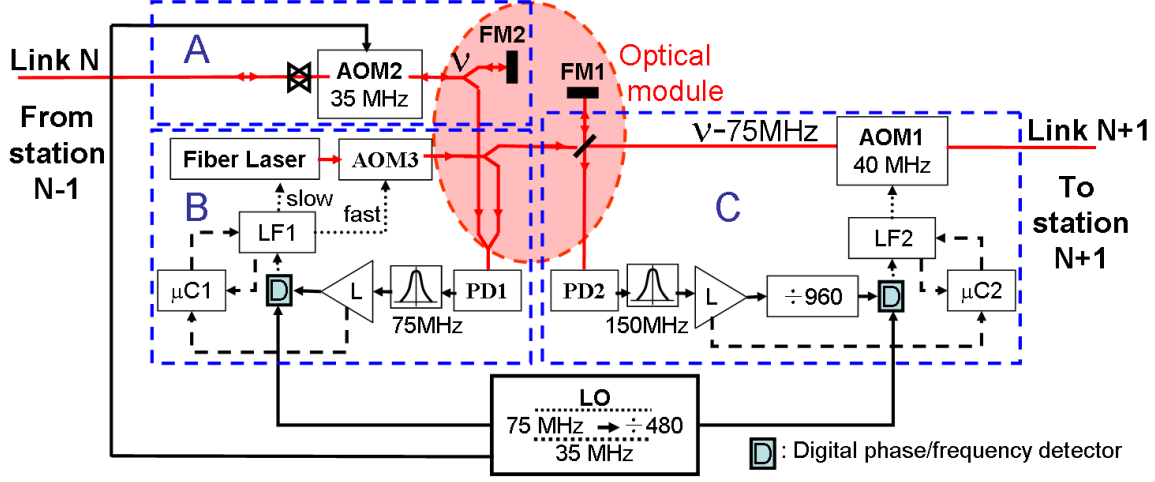 A
Link N
From
station
N-1
AOM2
35 MHz
ν
FM2
FM1
Optical
module
ν-75MHz
AOM1
40 MHz
Link N+1
To
station
N+1
Fiber Laser
AOM3
slow
fast
B
LF1
μC1
D
L
75MHz
PD1
C
LF2
PD2
150MHz
L
÷960
D
μC2
LO
75 MHz ÷480
35 MHz
D : Digital phase/frequency detector